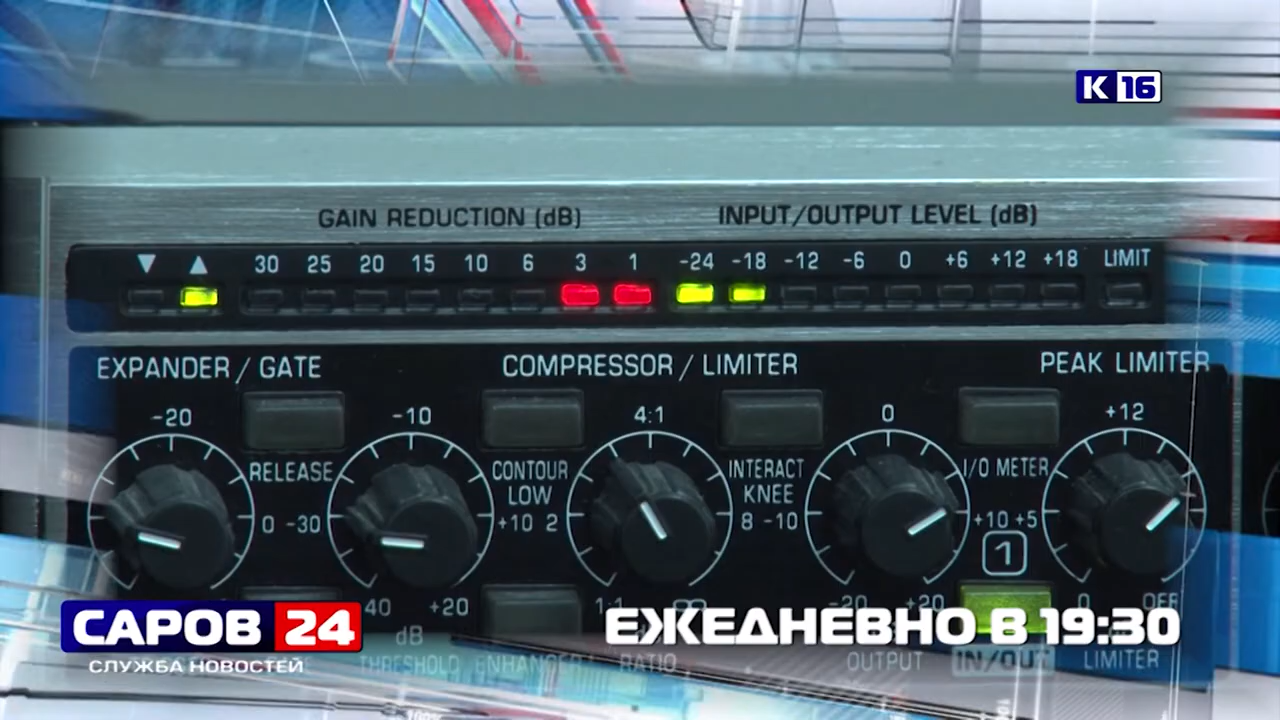 К 16
GAIN REDUCTION (dB) INPUT/OUTPUT LEVEL (dB)
30 25 20 15 10 6 3 1 -24 -18 -12 -6 0 +6 +12 +18 LIMIT
EXPANDER / GATE COMPRESSOR / LIMITER PEAK LIMITER
-20 -10 4:1 0 +12
RELEASE CONTOUR INTERACT I/O METER
LOW KNEE
0 -30 +10 2 8 -10 +10 +5
1
40 +20 1:1 ∞ -20 +20 0 OFF
САРОВ 24 ЕЖЕДНЕВНО В 19:30
dB
СЛУЖБА НОВОСТЕЙ THRESHOLD ENHANCER RATIO OUTPUT IN/OUT LIMITER